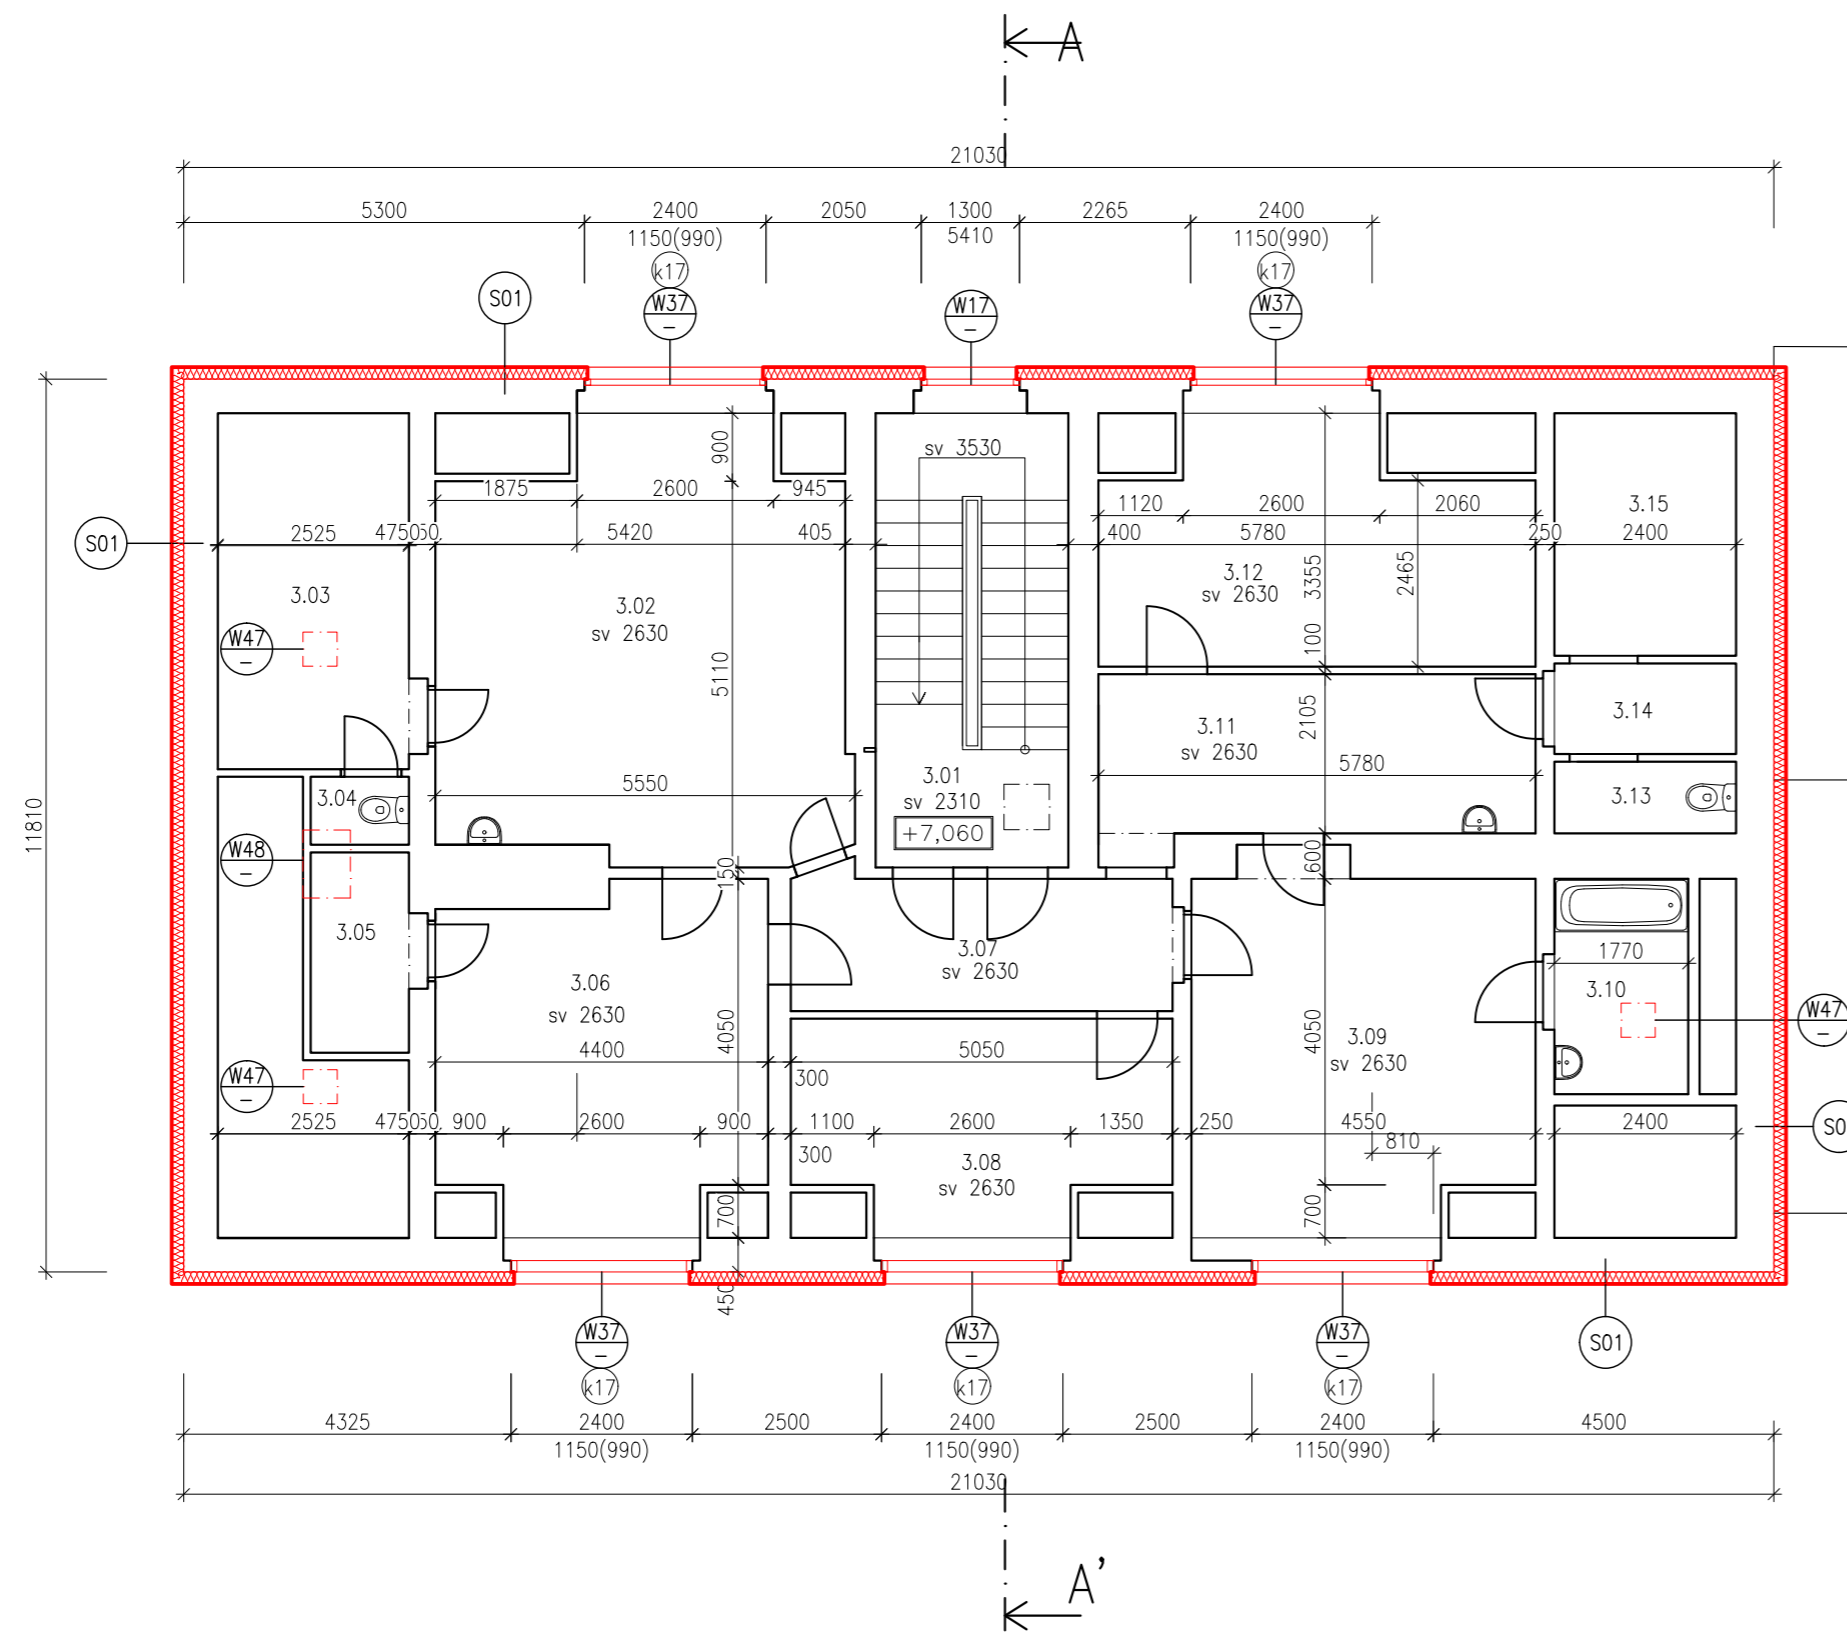 A
21030
5300 2400 2050 1300 2265 2400
1150(990) 5410 1150(990)
k17 k17
S01 W37 – W17 – W37 –
sv 3530
900
1875 2600 945 1120 2600 2060
3.15
S01
2525 475 5420 405 400 5780 250 2400
3.03 3.02 3.12 3355 2465
sv 2630 sv 2630
W47 –
100
5110
3.11 2105 3.14
sv 2630
5550 3.01 5780
sv 2310
3.04 3.13
+7,060
11810
W48 –
150 600
3.05
3.07 1770
sv 2630
3.06 3.10
sv 2630 W47 –
4050 4050 3.09
sv 2630
4400 5050
300
W47 –
2525 475 900 2600 900 1100 2600 1350 250 4550 2400
810
300
3.08
sv 2630
700 700
450
W37 – W37 – W37 – S01
k17 k17 k17
4325 2400 2500 2400 2500 2400 4500
1150(990) 1150(990) 1150(990)
21030
A'